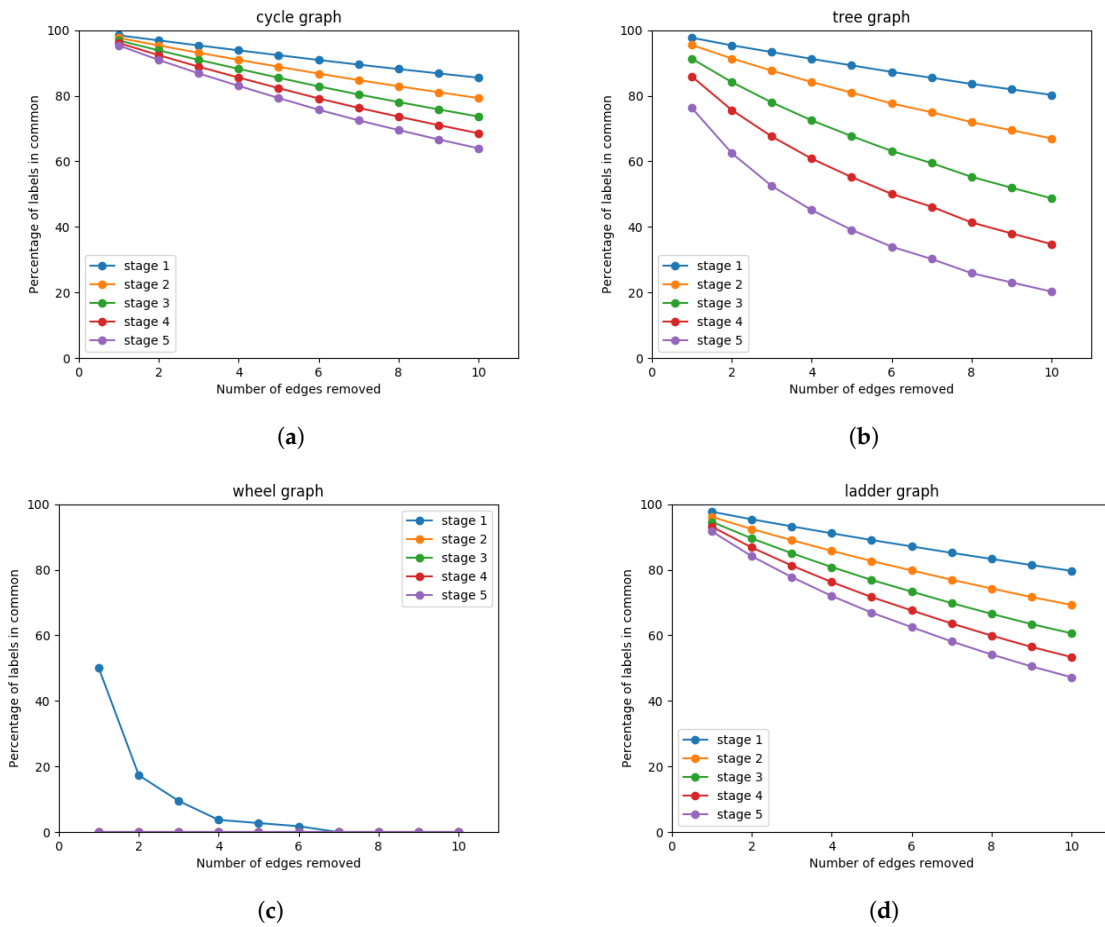 cycle graph
Percentage of labels in common
100
80
60
40
20
0
stage 1
stage 2
stage 3
stage 4
stage 5
0 2 4 6 8 10
Number of edges removed
(a)
tree graph
Percentage of labels in common
100
80
60
40
20
0
stage 1
stage 2
stage 3
stage 4
stage 5
0 2 4 6 8 10
Number of edges removed
(b)
wheel graph
Percentage of labels in common
100
80
60
40
20
0
stage 1
stage 2
stage 3
stage 4
stage 5
0 2 4 6 8 10
Number of edges removed
(c)
ladder graph
Percentage of labels in common
100
80
60
40
20
0
stage 1
stage 2
stage 3
stage 4
stage 5
0 2 4 6 8 10
Number of edges removed
(d)